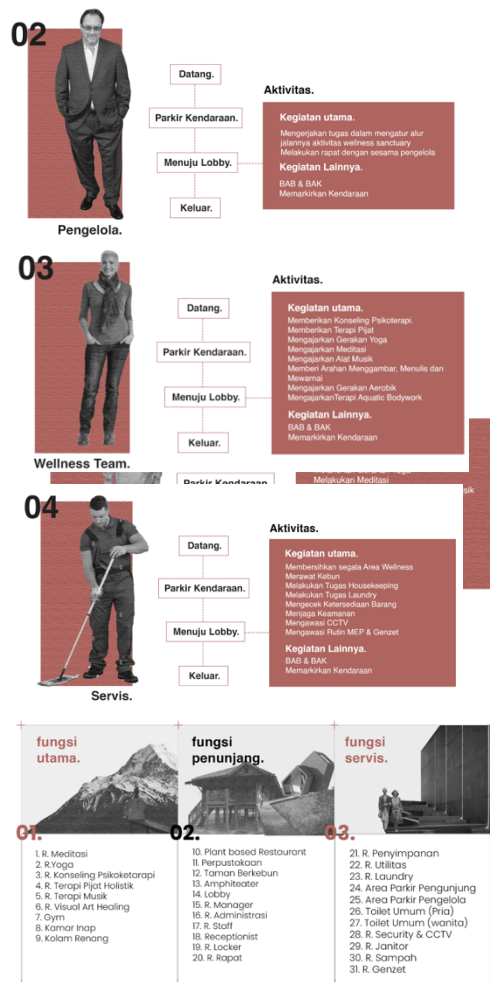 02
Datang.
Aktivitas.
Parkir Kendaraan.
Kegiatan utama.
Mengerjakan tugas dalam mengatur alur
jalannya aktivitas wellness sanctuary
Melakukan rapat dengan sesama pengelola
Menuju Lobby.
Kegiatan Lainnya.
BAB & BAK
Memarkirkan Kendaraan
Keluar.
Pengelola.
03
Aktivitas.
Datang.
Kegiatan utama.
Memberikan Konseling Psikoterapi.
Memberikan Terapi Pijat
Mengajarkan Gerakan Yoga
Parkir Kendaraan.
Mengajarkan Meditasi
Mengajarkan Alat Musik
Memberi Arahan Menggambar, Menulis dan
Mewarnai
Mengajarkan Gerakan Aerobik
MengajarkanTerapi Aquatic Bodywork
Menuju Lobby.
Kegiatan Lainnya.
BAB & BAK
Memarkirkan Kendaraan
Keluar.
Wellness Team.
Parkir Kendaraan
Melakukan Meditasi
sik
04
Aktivitas.
Datang.
Kegiatan utama.
Membersihkan segala Area Wellness
Merawat Kebun
Melakukan Tugas Housekeeping
Melakukan Tugas Laundry
Mengecek Ketersediaan Barang
Menjaga Keamanan
Mengawasi CCTV
Mengawasi Rutin MEP & Genzet
Parkir Kendaraan.
Menuju Lobby.
Kegiatan Lainnya.
BAB & BAK
Memarkirkan Kendaraan
Keluar.
Servis.
fungsi
utama.
01.
1. R. Meditasi
2. R.Yoga
3. R. Konseling Psikoketarapi
4. R. Terapi Pijat Holistik
5. R. Terapi Musik
6. R. Visual Art Healing
7. Gym
8. Kamar Inap
9. Kolam Renang
fungsi
penunjang.
02.
10. Plant based Restaurant
11. Perpustakaan
12. Taman Berkebun
13. Amphiteater
14. Lobby
15. R. Manager
16. R. Administrasi
17. R. Staff
18. Receptionist
19. R. Locker
20. R. Rapat
fungsi
servis.
03.
21. R. Penyimpanan
22. R. Utilitas
23. R. Laundry
24. Area Parkir Pengunjung
25. Area Parkir Pengelola
26. Toilet Umum (Pria)
27. Toilet Umum (wanita)
28. R. Security & CCTV
29. R. Janitor
30. R. Sampah
31. R. Genzet